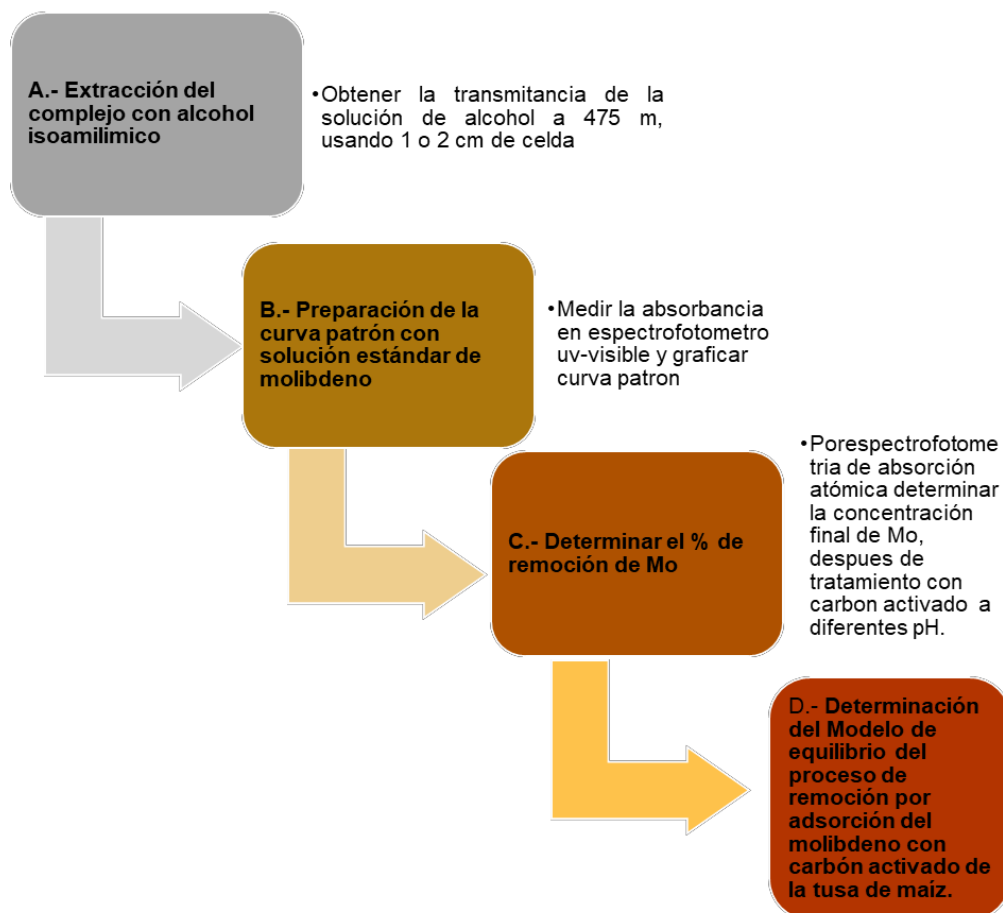 A.- Extracción del
complejo con alcohol
isoamilímico
•Obtener la transmitancia de la
solución de alcohol a 475 m,
usando 1 o 2 cm de celda
B.- Preparación de la
curva patrón con
solución estándar de
molibdeno
•Medir la absorbancia
en espectrofotometro
uv-visible y graficar
curva patron
C.- Determinar el % de
remoción de Mo
•Porespectrofotome
tria de absorción
atómica determinar
la concentración
final de Mo,
despues de
tratamiento con
carbon activado a
diferentes pH.
D.- Determinación
del Modelo de
equilibrio del
proceso de
remoción por
adsorción del
molibdeno con
carbón activado de
la tusa de maíz.